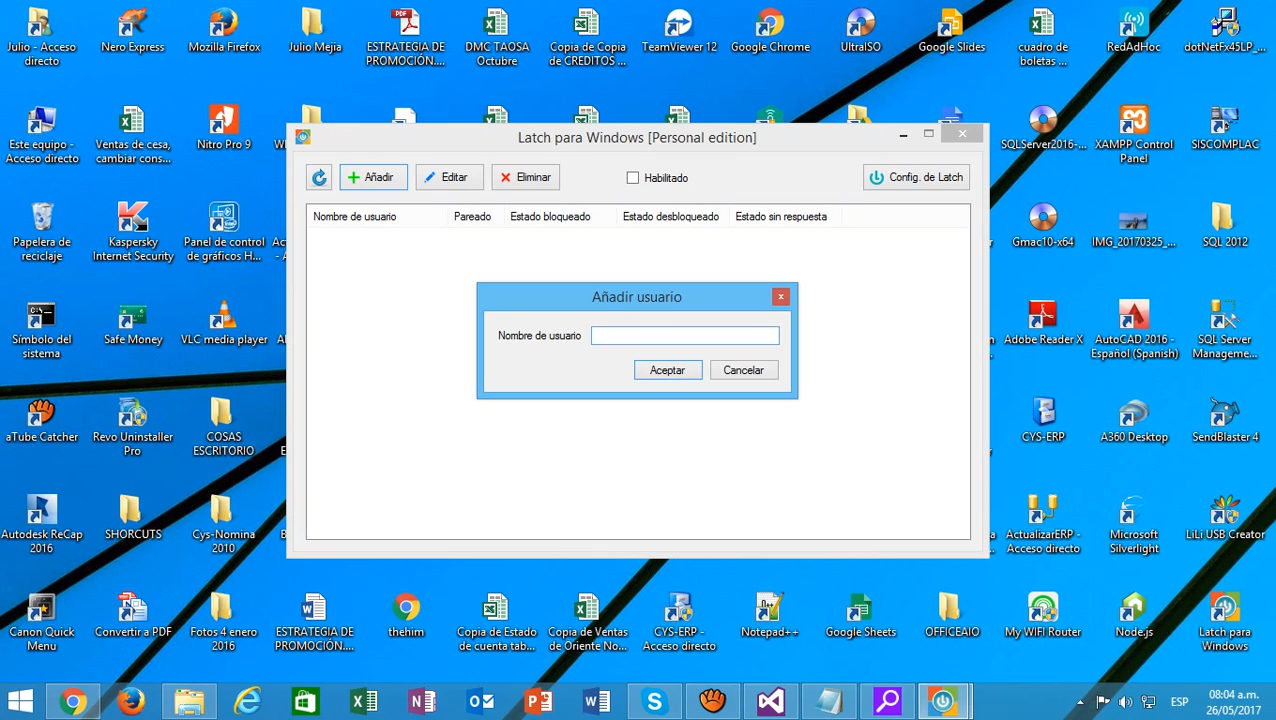 Julio - Acceso
directo
Nero Express
Mozilla Firefox
Julio Mejia
ESTRATEGIA DE
PROMOCIÓN....
DMC TAOSA
Octubre
Copia de Copia
de CREDITOS ...
TeamViewer 12
Google Chrome
UltraISO
Google Slides
cuadro de
boletas ...
RedAdHoc
dotNetFx45LP_...
Este equipo -
Acceso directo
Ventas de cesa,
cambiar cons...
Nitro Pro 9
SQLServer2016-...
XAMPP Control
Panel
SISCOMPLAC
Latch para Windows [Personal edition]
Añadir
Editar
Eliminar
Habilitado
Config. de Latch
Nombre de usuario
Pareado
Estado bloqueado
Estado desbloqueado
Estado sin respuesta
Papelera de
reciclaje
Kaspersky
Internet Security
Panel de control
de gráficos H...
Gmac10-x64
IMG_20170325_...
SQL 2012
Añadir usuario
Nombre de usuario
Aceptar
Cancelar
Símbolo del
sistema
Safe Money
VLC media player
Adobe Reader X
AutoCAD 2016 -
Español (Spanish)
SQL Server
Manageme...
aTube Catcher
Revo Uninstaller
Pro
COSAS
ESCRITORIO
CYS-ERP
A360 Desktop
SendBlaster 4
Autodesk ReCap
2016
SHORCUTS
Cys-Nomina
2010
ActualizarERP -
Acceso directo
Microsoft
Silverlight
LiLi USB Creator
Canon Quick
Menu
Convertir a PDF
Fotos 4 enero
2016
ESTRATEGIA DE
PROMOCIÓN....
thehim
Copia de Estado
de cuenta tab...
Copia de Ventas
de Oriente No...
CYS-ERP -
Acceso directo
Notepad++
Google Sheets
OFFICEAIO
My WIFI Router
Node.js
Latch para
Windows
ESP
08:04 a.m.
26/05/2017